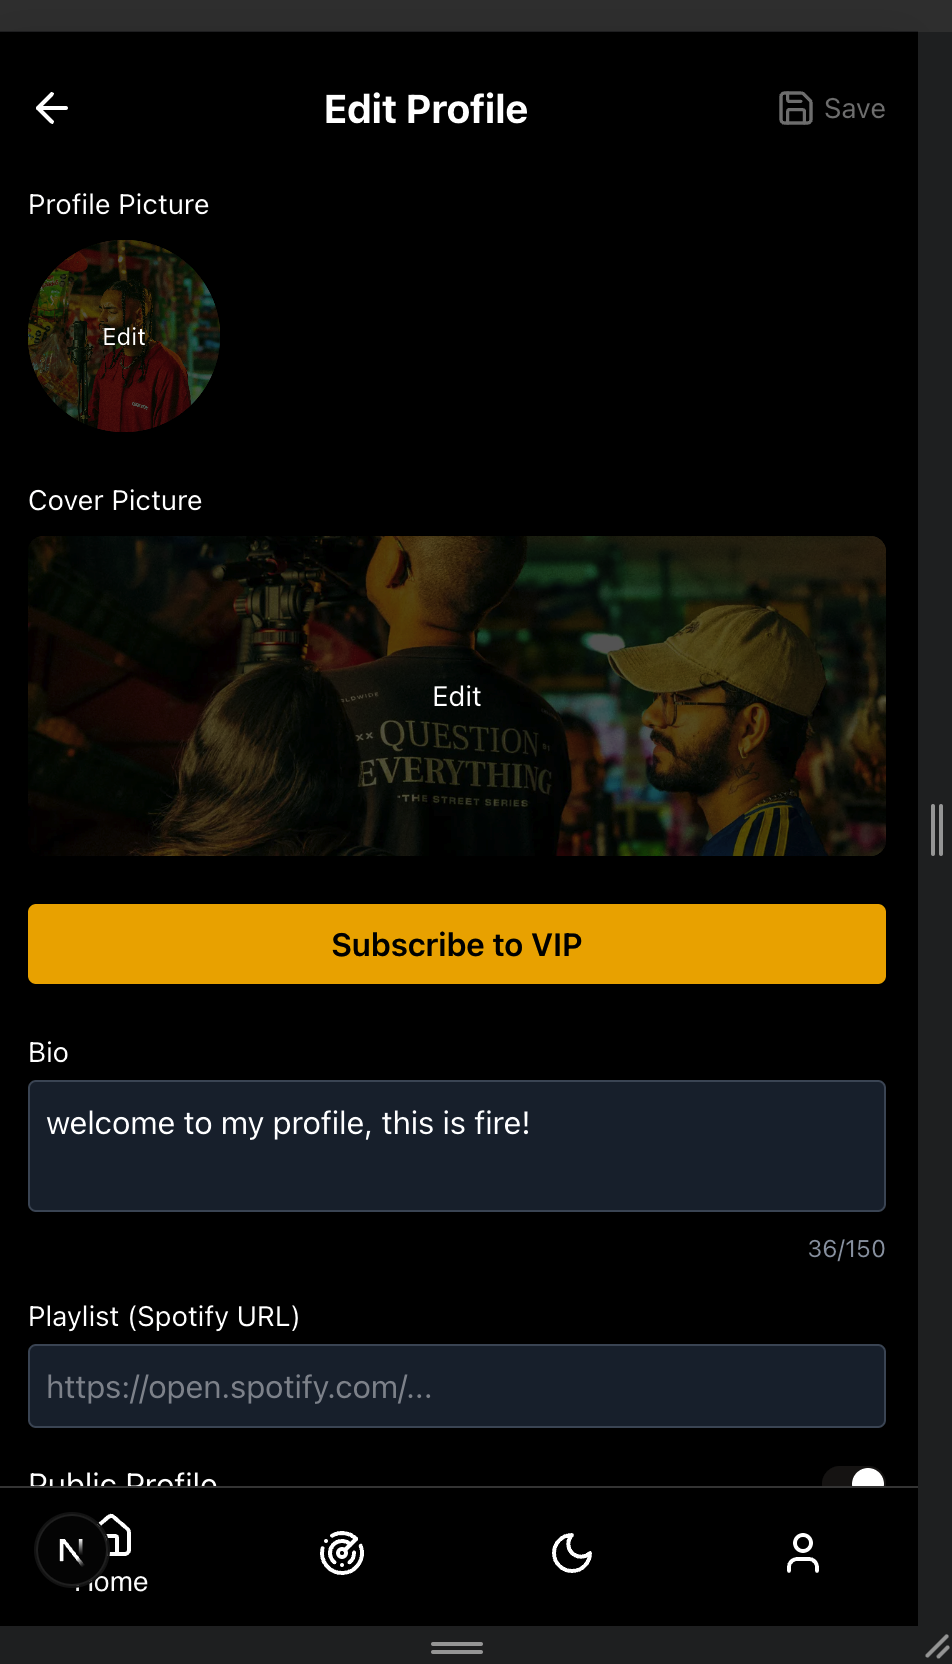 Edit Profile
Save
Profile Picture
Edit
Cover Picture
Edit
QUESTION
EVERYTHING
•THE STREET SERIES
Subscribe to VIP
Bio
welcome to my profile, this is fire!
36/150
Playlist (Spotify URL)
https://open.spotify.com/...
Public Profile
N
Home